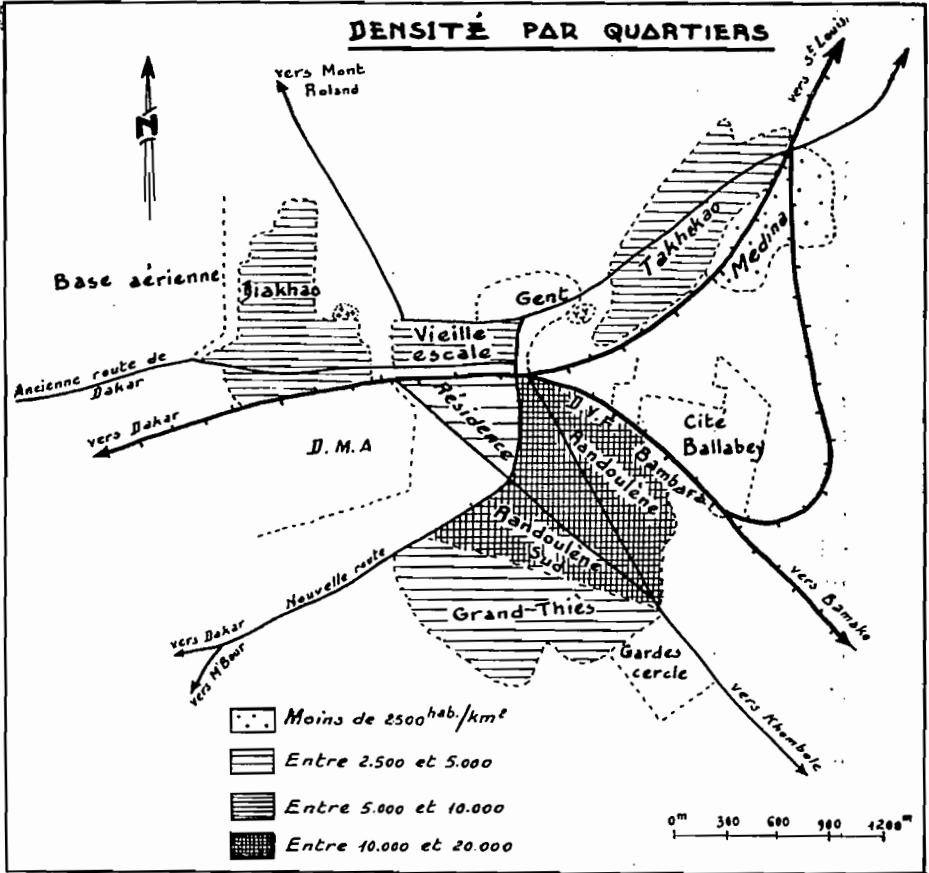 DENSITÉ PAR QUARTIERS
vers Mont
Roland
vers St Louis
N
Base aérienne
Diakhao
Takhekao
Médina
Gent
Vieille
escale
Ancienne route de
Dakar
vers Dakar
Résidence
D.M.A
D.V.F. Bambara
Randoulène
Cité
Ballabey
Randoulène
Sud
Nouvelle route
Grand-Thiès
vers Dakar
vers M'Bour
Gardes
cercle
vers Bamako
vers Khombole
Moins de 2500 hab./km²
Entre 2.500 et 5.000
Entre 5.000 et 10.000
Entre 10.000 et 20.000
0m 300 600 900 1200m